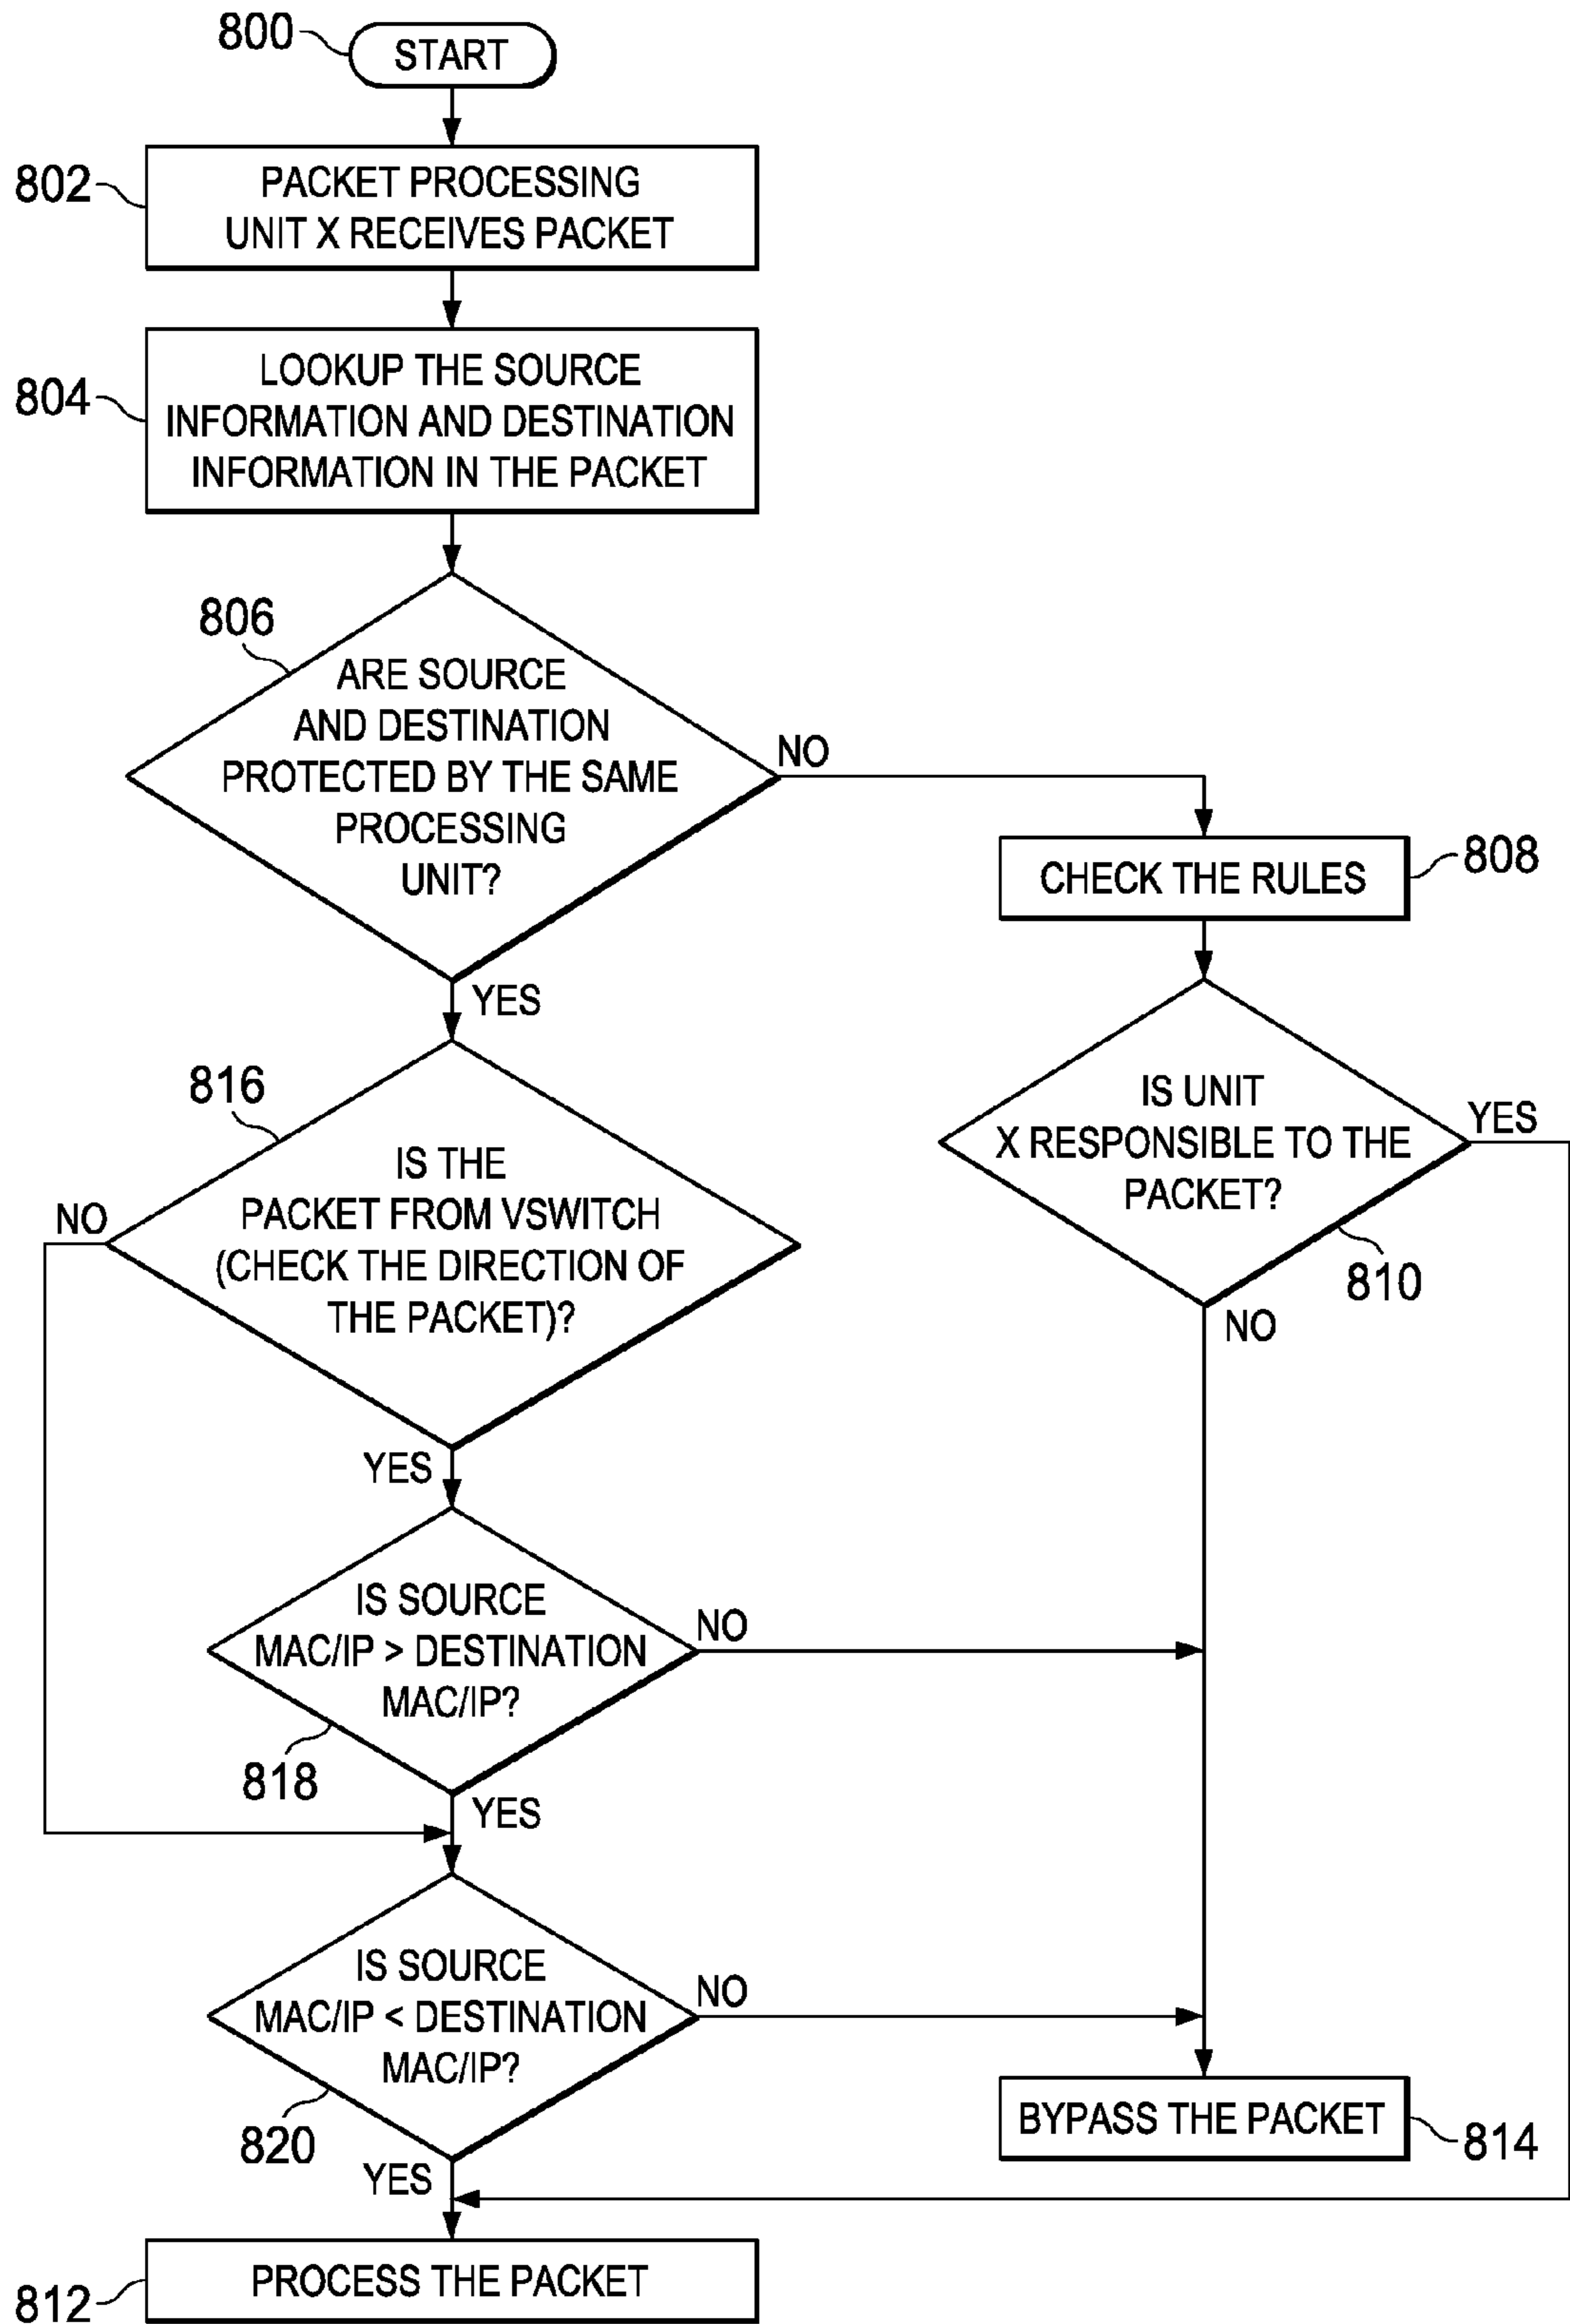 800
START
802
PACKET PROCESSING
UNIT X RECEIVES PACKET
804
LOOKUP THE SOURCE
INFORMATION AND DESTINATION
INFORMATION IN THE PACKET
806
ARE SOURCE
AND DESTINATION
PROTECTED BY THE SAME
PROCESSING
UNIT?
NO
YES
808
CHECK THE RULES
IS UNIT
X RESPONSIBLE TO THE
PACKET?
YES
810
NO
816
IS THE
PACKET FROM VSWITCH
(CHECK THE DIRECTION OF
THE PACKET)?
NO
YES
IS SOURCE
MAC/IP > DESTINATION
MAC/IP?
NO
818
YES
IS SOURCE
MAC/IP < DESTINATION
MAC/IP?
NO
820
YES
BYPASS THE PACKET
814
PROCESS THE PACKET
812